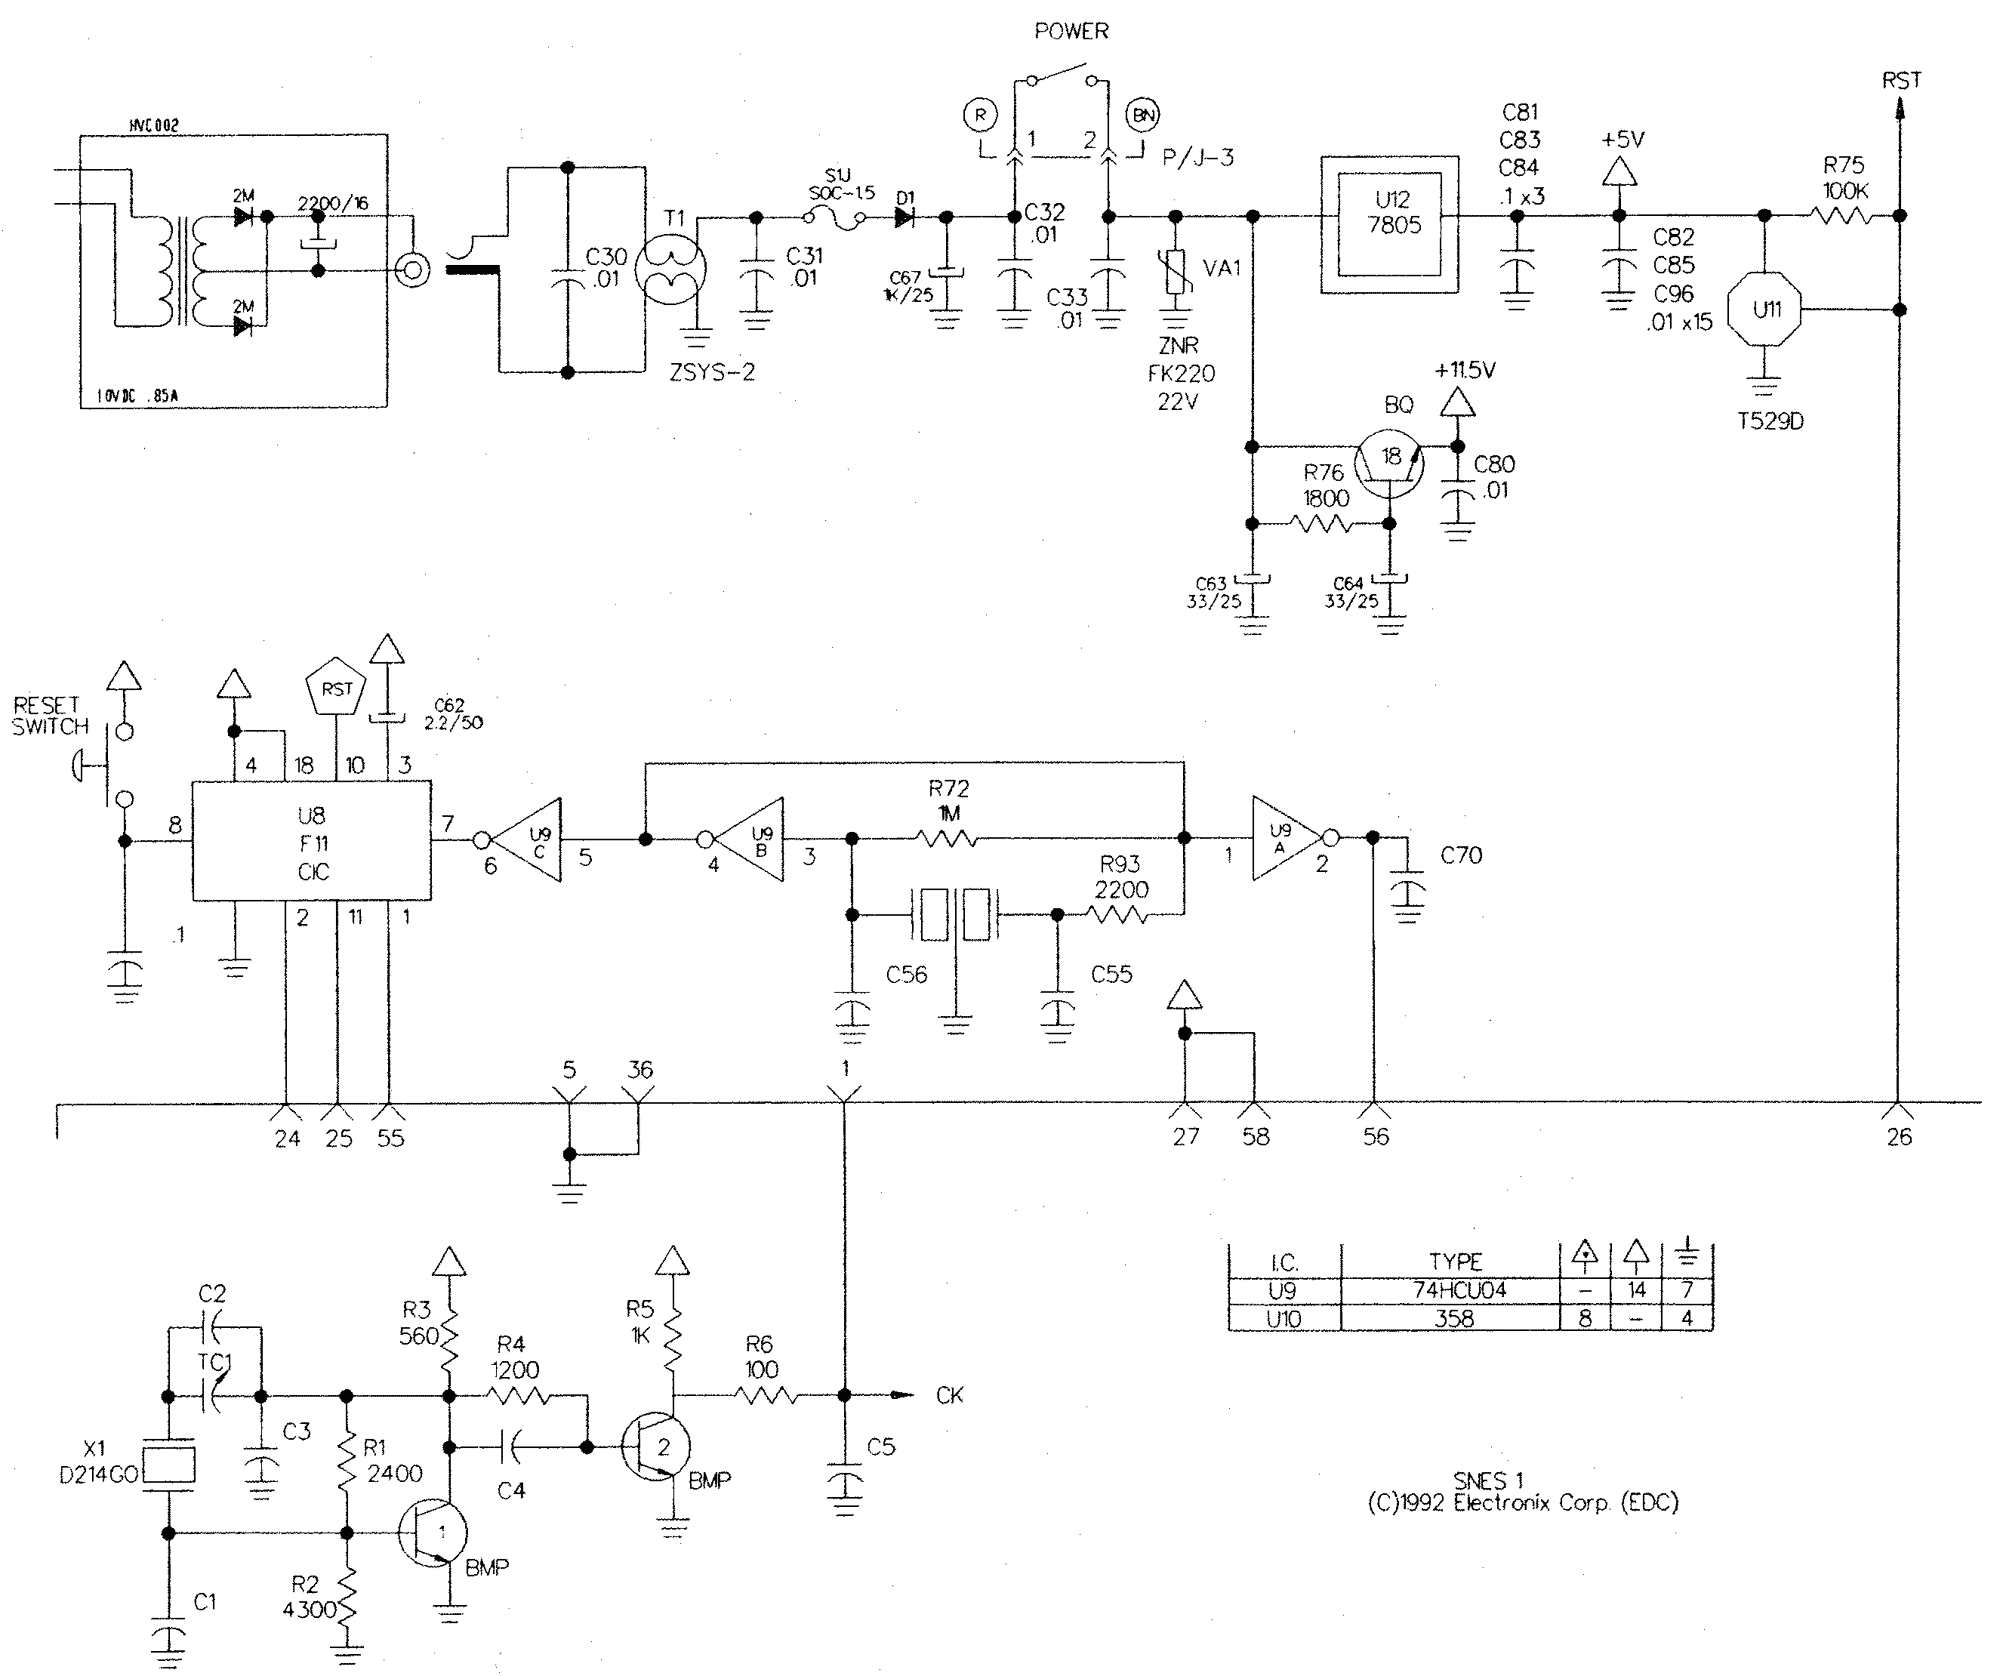 POWER
HVC002
2M
2200/16
2M
10VDC .85A
C30
.01
T1
ZSYS-2
C31
.01
S1J
SOC-1.5
D1
C67
1K/25
R
1
2
BN
P/J-3
C32
.01
C33
.01
VA1
ZNR
FK220
22V
U12
7805
C81
C83
C84
.1 x3
+5V
C82
C85
C96
.01 x15
R75
100K
RST
U11
T529D
+11.5V
BQ
18
R76
1800
C80
.01
C63
33/25
C64
33/25
RESET
SWITCH
RST
C62
2.2/50
4
18
10
3
8
U8
F11
CIC
7
.1
2
11
1
6
U9
C
5
4
U9
B
3
R72
1M
R93
2200
1
U9
A
2
C70
C56
C55
5
36
1
24
25
55
27
58
56
26
C2
TC1
X1
D214G0
C3
C1
R1
2400
R2
4300
R3
560
1
BMP
R4
1200
C4
R5
1K
2
BMP
R6
100
CK
C5
I.C. TYPE
U9 74HCU04 - 14 7
U10 358 8 - 4
SNES 1
(C)1992 Electronix Corp. (EDC)